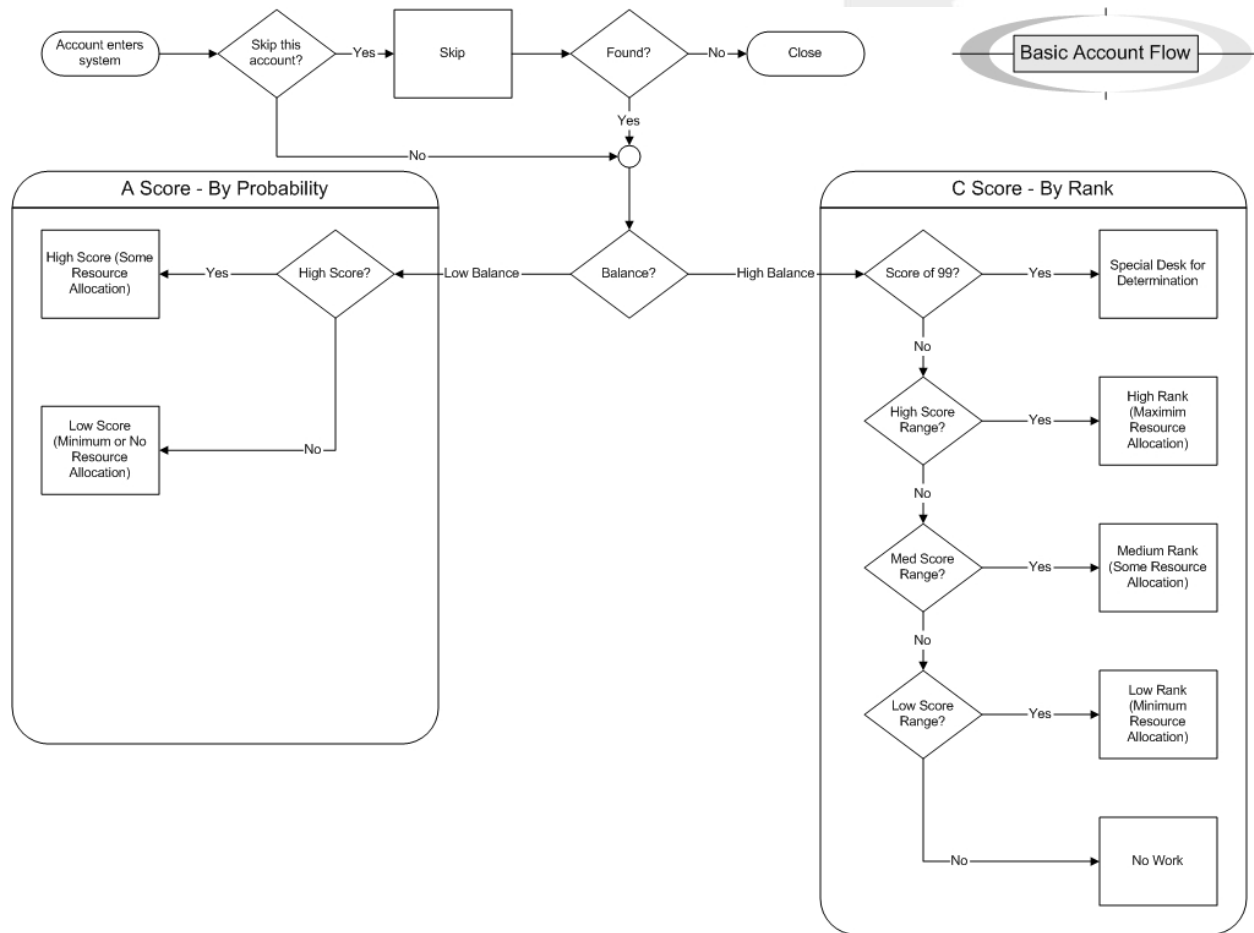 Account enters
system
Skip this
account?
Yes
Skip
Found?
No
Close
Basic Account Flow
Yes
No
A Score - By Probability
C Score - By Rank
High Score (Some
Resource
Allocation)
Yes
High Score?
Low Balance
Balance?
High Balance
Score of 99?
Yes
Special Desk for
Determination
No
Low Score
(Minimum or No
Resource
Allocation)
No
High Score
Range?
Yes
High Rank
(Maximim
Resource
Allocation)
No
Med Score
Range?
Yes
Medium Rank
(Some Resource
Allocation)
No
Low Score
Range?
Yes
Low Rank
(Minimum
Resource
Allocation)
No
No Work